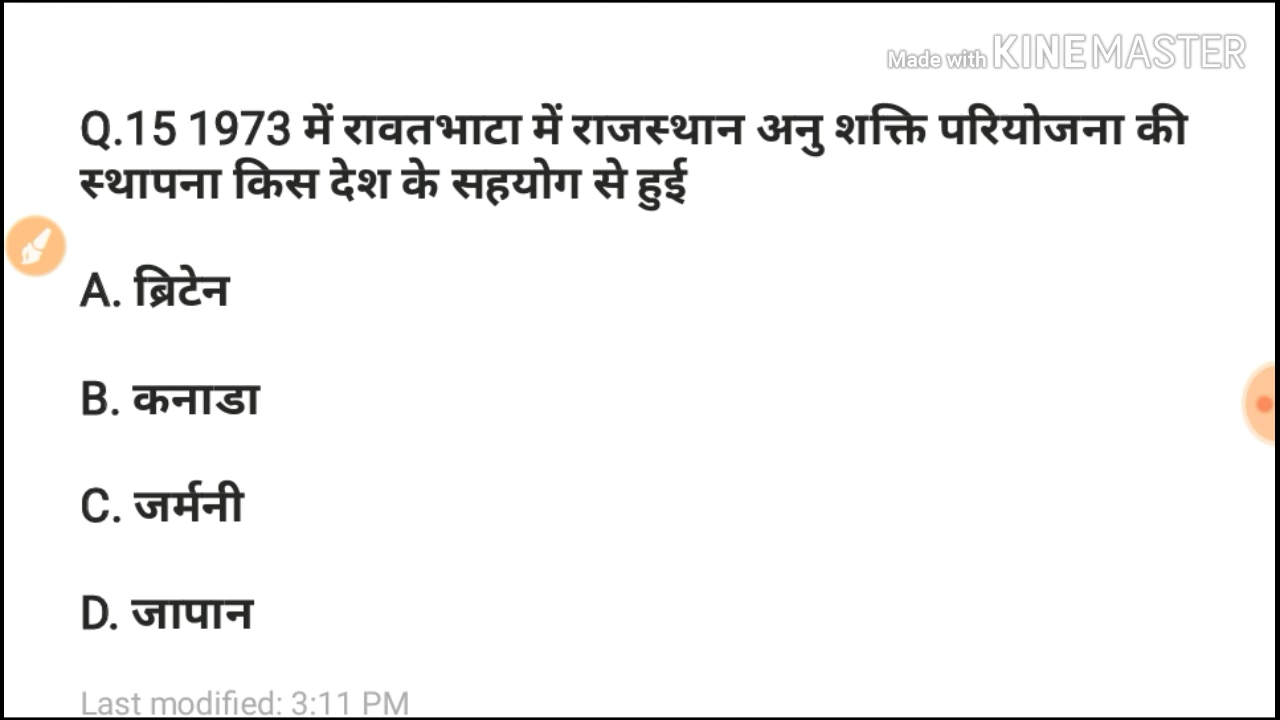 Made with KINEMASTER
Q.15 1973 में रावतभाटा में राजस्थान अनु शक्ति परियोजना की
स्थापना किस देश के सहयोग से हुई
A. ब्रिटेन
B. कनाडा
C. जर्मनी
D. जापान
Last modified: 3:11 PM